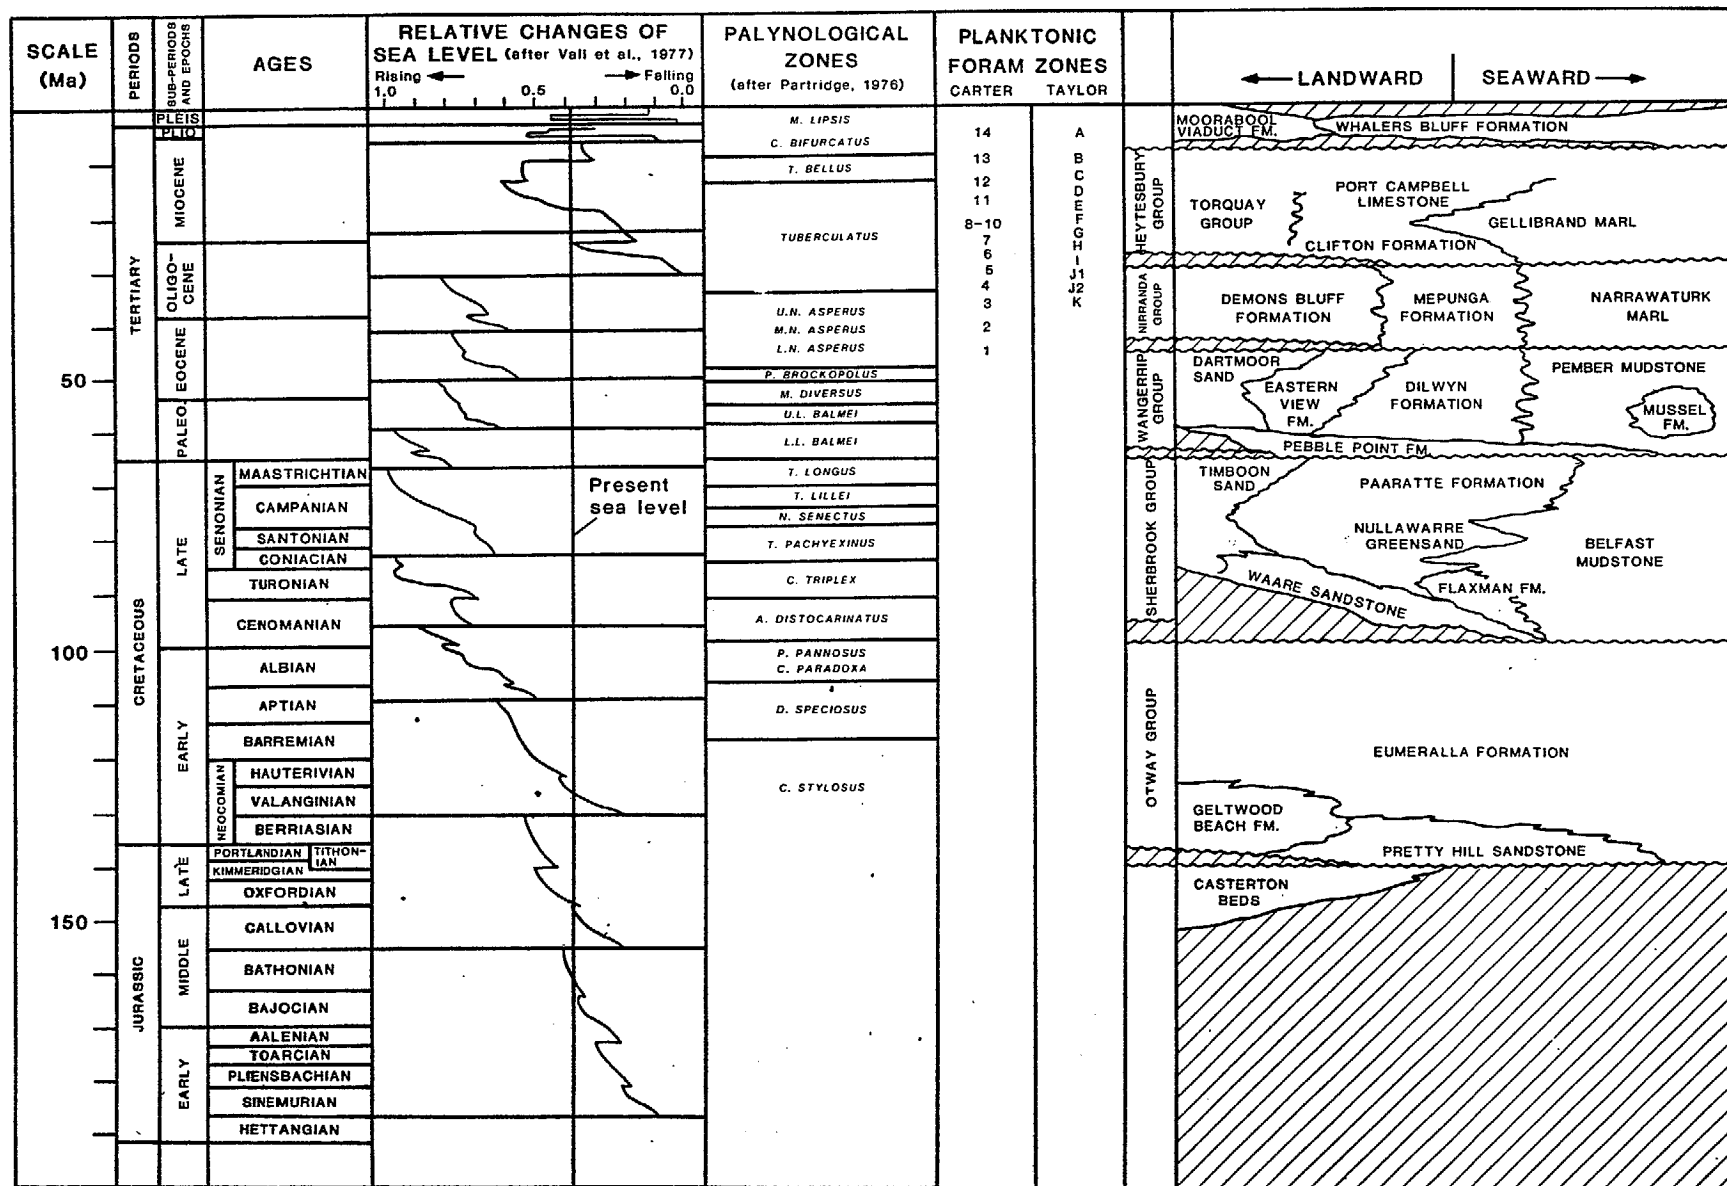 SCALE
(Ma)
PERIODS
SUB-PERIODS
AND EPOCHS
AGES
RELATIVE CHANGES OF
SEA LEVEL (after Vail et al., 1977)
Rising Falling
1.0 0.5 0.0
PALYNOLOGICAL
ZONES
(after Partridge, 1976)
PLANKTONIC
FORAM ZONES
CARTER TAYLOR
LANDWARD SEAWARD
50
100
150
TERTIARY
CRETACEOUS
JURASSIC
PLEIS
PLIO
MIOCENE
OLIGO-
CENE
EOCENE
PALEO.
LATE
EARLY
LATE
MIDDLE
EARLY
SENONIAN
NEOCOMIAN
MAASTRICHTIAN
CAMPANIAN
SANTONIAN
CONIACIAN
TURONIAN
CENOMANIAN
ALBIAN
APTIAN
BARREMIAN
HAUTERIVIAN
VALANGINIAN
BERRIASIAN
PORTLANDIAN
TITHON-
IAN
KIMMERIDGIAN
OXFORDIAN
CALLOVIAN
BATHONIAN
BAJOCIAN
AALENIAN
TOARCIAN
PLIENSBACHIAN
SINEMURIAN
HETTANGIAN
Present
sea level
M. LIPSIS
C. BIFURCATUS
T. BELLUS
TUBERCULATUS
U.N. ASPERUS
M.N. ASPERUS
L.N. ASPERUS
P. BROCKOPOLUS
M. DIVERSUS
U.L. BALMEI
L.L. BALMEI
T. LONGUS
T. LILLEI
N. SENECTUS
T. PACHYEXINUS
C. TRIPLEX
A. DISTOCARINATUS
P. PANNOSUS
C. PARADOXA
D. SPECIOSUS
C. STYLOSUS
14
13
12
11
8-10
7
6
5
4
3
2
1
A
B
C
D
E
F
G
H
I
J1
J2
K
HEYTESBURY
GROUP
NIRRANDA
GROUP
WANGERRIP
GROUP
SHERBROOK GROUP
OTWAY GROUP
MOORABOOL
VIADUCT FM.
WHALERS BLUFF FORMATION
TORQUAY
GROUP
PORT CAMPBELL
LIMESTONE
GELLIBRAND MARL
CLIFTON FORMATION
DEMONS BLUFF
FORMATION
MEPUNGA
FORMATION
NARRAWATURK
MARL
DARTMOOR
SAND
EASTERN
VIEW
FM.
DILWYN
FORMATION
PEMBER MUDSTONE
MUSSEL
FM.
PEBBLE POINT FM.
TIMBOON
SAND
PAARATTE FORMATION
NULLAWARRE
GREENSAND
BELFAST
MUDSTONE
WAARE SANDSTONE
FLAXMAN FM.
EUMERALLA FORMATION
GELTWOOD
BEACH FM.
PRETTY HILL SANDSTONE
CASTERTON
BEDS